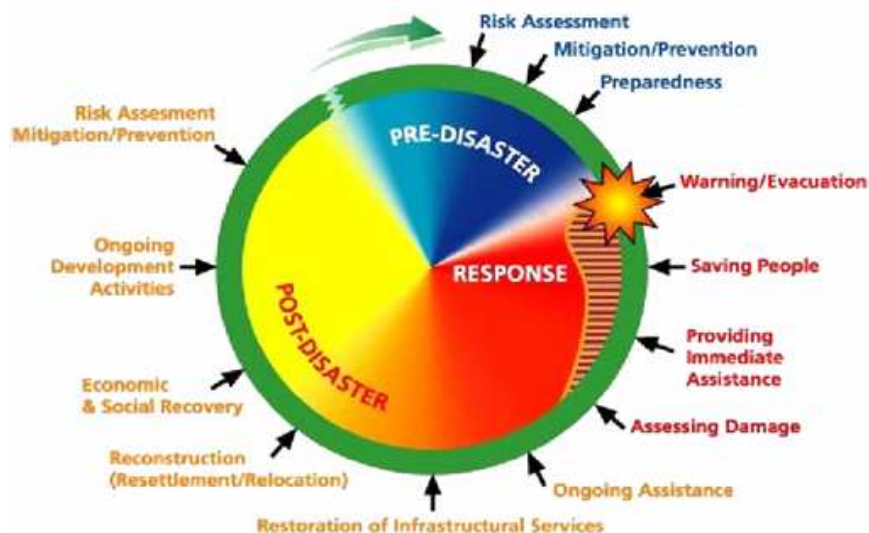 Risk Assessment
Mitigation/Prevention
Preparedness
Warning/Evacuation
Saving People
Providing
Immediate
Assistance
Assessing Damage
Ongoing Assistance
Restoration of Infrastructural Services
Reconstruction
(Resettlement/Relocation)
Economic
& Social Recovery
Ongoing
Development
Activities
Risk Assesment
Mitigation/Prevention
PRE-DISASTER
RESPONSE
POST-DISASTER